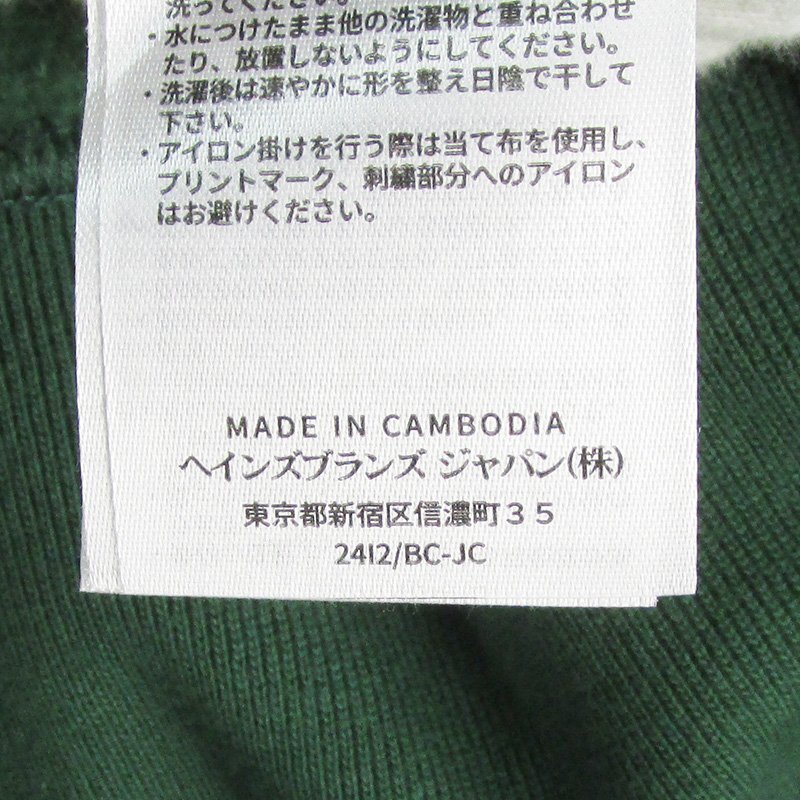 洗ってください。
・水につけたまま他の洗濯物と重ね合わせ
たり、放置しないようにしてください。
・洗濯後は速やかに形を整え日陰で干して
下さい。
・アイロン掛けを行う際は当て布を使用し、
プリントマーク、刺繍部分へのアイロン
はお避けください。
MADE IN CAMBODIA
ヘインズブランズ ジャパン(株)
東京都新宿区信濃町３５
2412/BC-JC